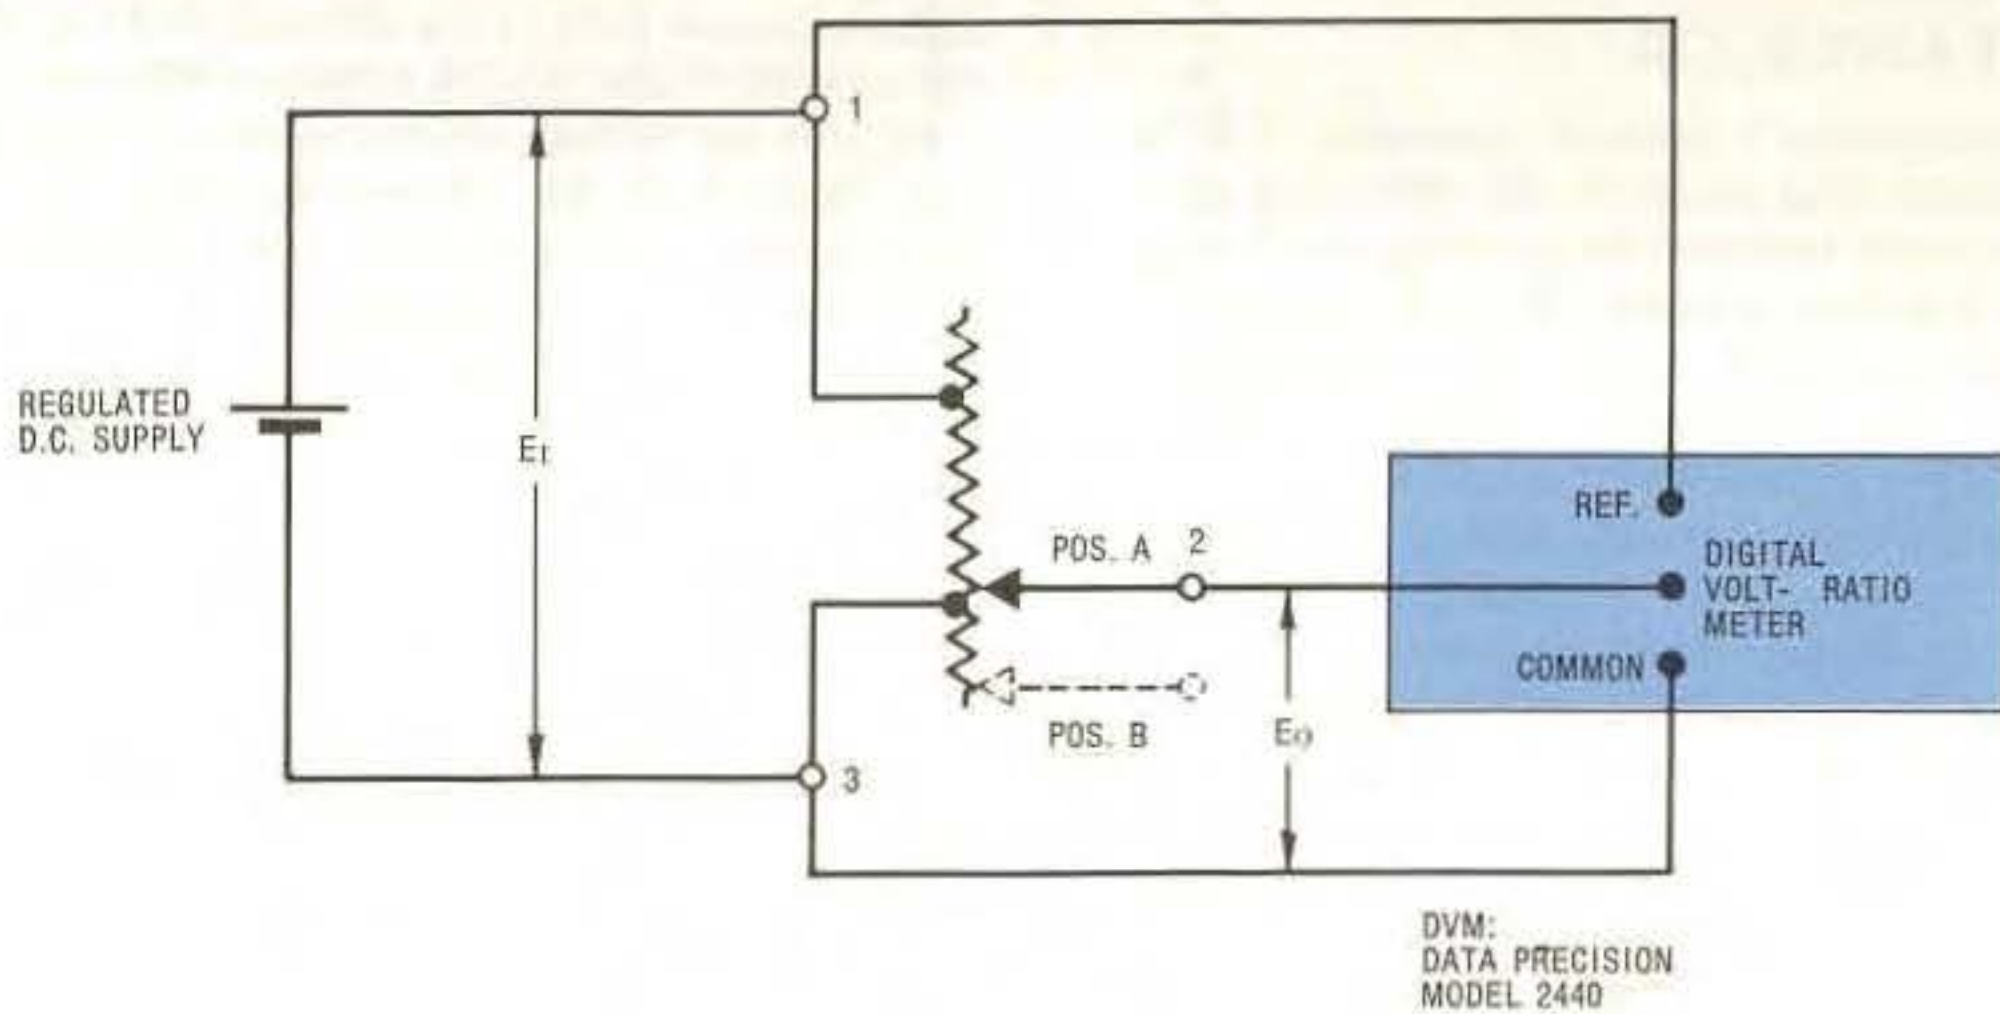 1
REGULATED
D.C. SUPPLY
EI
POS. A
2
POS. B
3
EO
REF.
DIGITAL
VOLT- RATIO
METER
COMMON
DVM:
DATA PRECISION
MODEL 2440